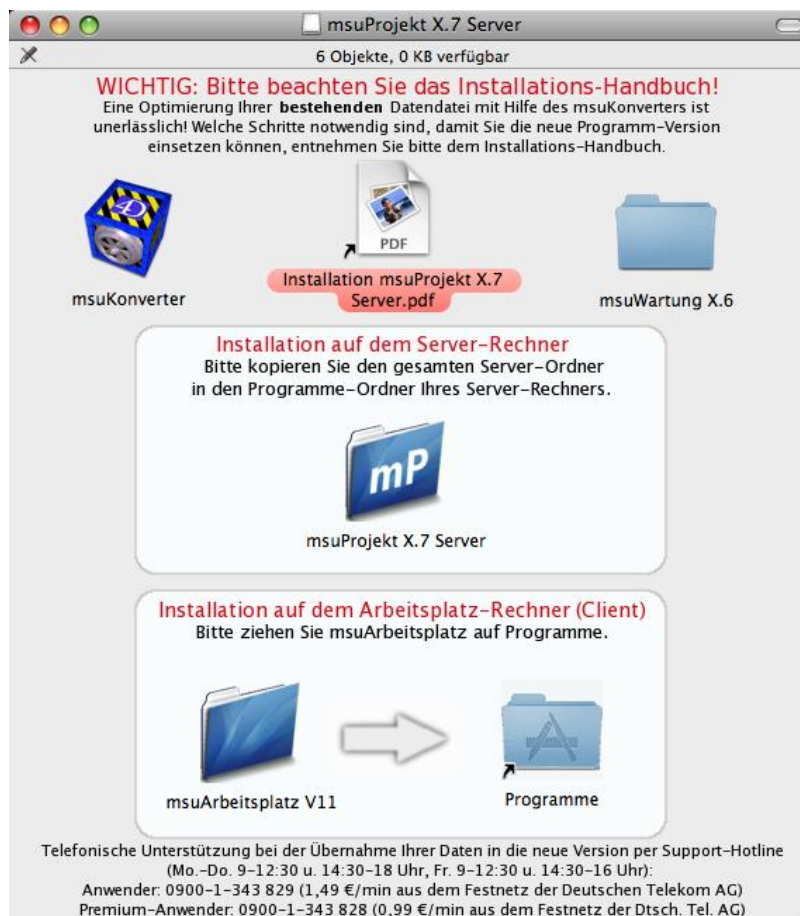 msuProjekt X.7 Server
6 Objekte, 0 KB verfügbar
WICHTIG: Bitte beachten Sie das Installations-Handbuch!
Eine Optimierung Ihrer bestehenden Datendatei mit Hilfe des msuKonverters ist
unerlässlich! Welche Schritte notwendig sind, damit Sie die neue Programm-Version
einsetzen können, entnehmen Sie bitte dem Installations-Handbuch.
4D
PDF
msuKonverter
Installation msuProjekt X.7
Server.pdf
msuWartung X.6
Installation auf dem Server-Rechner
Bitte kopieren Sie den gesamten Server-Ordner
in den Programme-Ordner Ihres Server-Rechners.
mP
msuProjekt X.7 Server
Installation auf dem Arbeitsplatz-Rechner (Client)
Bitte ziehen Sie msuArbeitsplatz auf Programme.
msuArbeitsplatz V11
Programme
Telefonische Unterstützung bei der Übernahme Ihrer Daten in die neue Version per Support-Hotline
(Mo.-Do. 9-12:30 u. 14:30-18 Uhr, Fr. 9-12:30 u. 14:30-16 Uhr):
Anwender: 0900-1-343 829 (1,49 €/min aus dem Festnetz der Deutschen Telekom AG)
Premium-Anwender: 0900-1-343 828 (0,99 €/min aus dem Festnetz der Dtsch. Tel. AG)